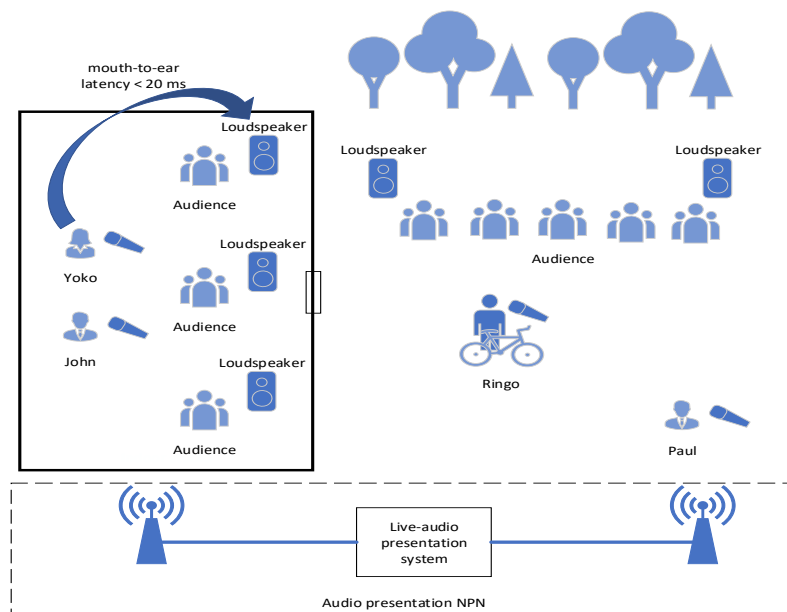 mouth-to-ear
latency < 20 ms
Loudspeaker
Audience
Yoko
Loudspeaker
Audience
John
Loudspeaker
Audience
Loudspeaker
Loudspeaker
Audience
Ringo
Paul
Live-audio
presentation
system
Audio presentation NPN